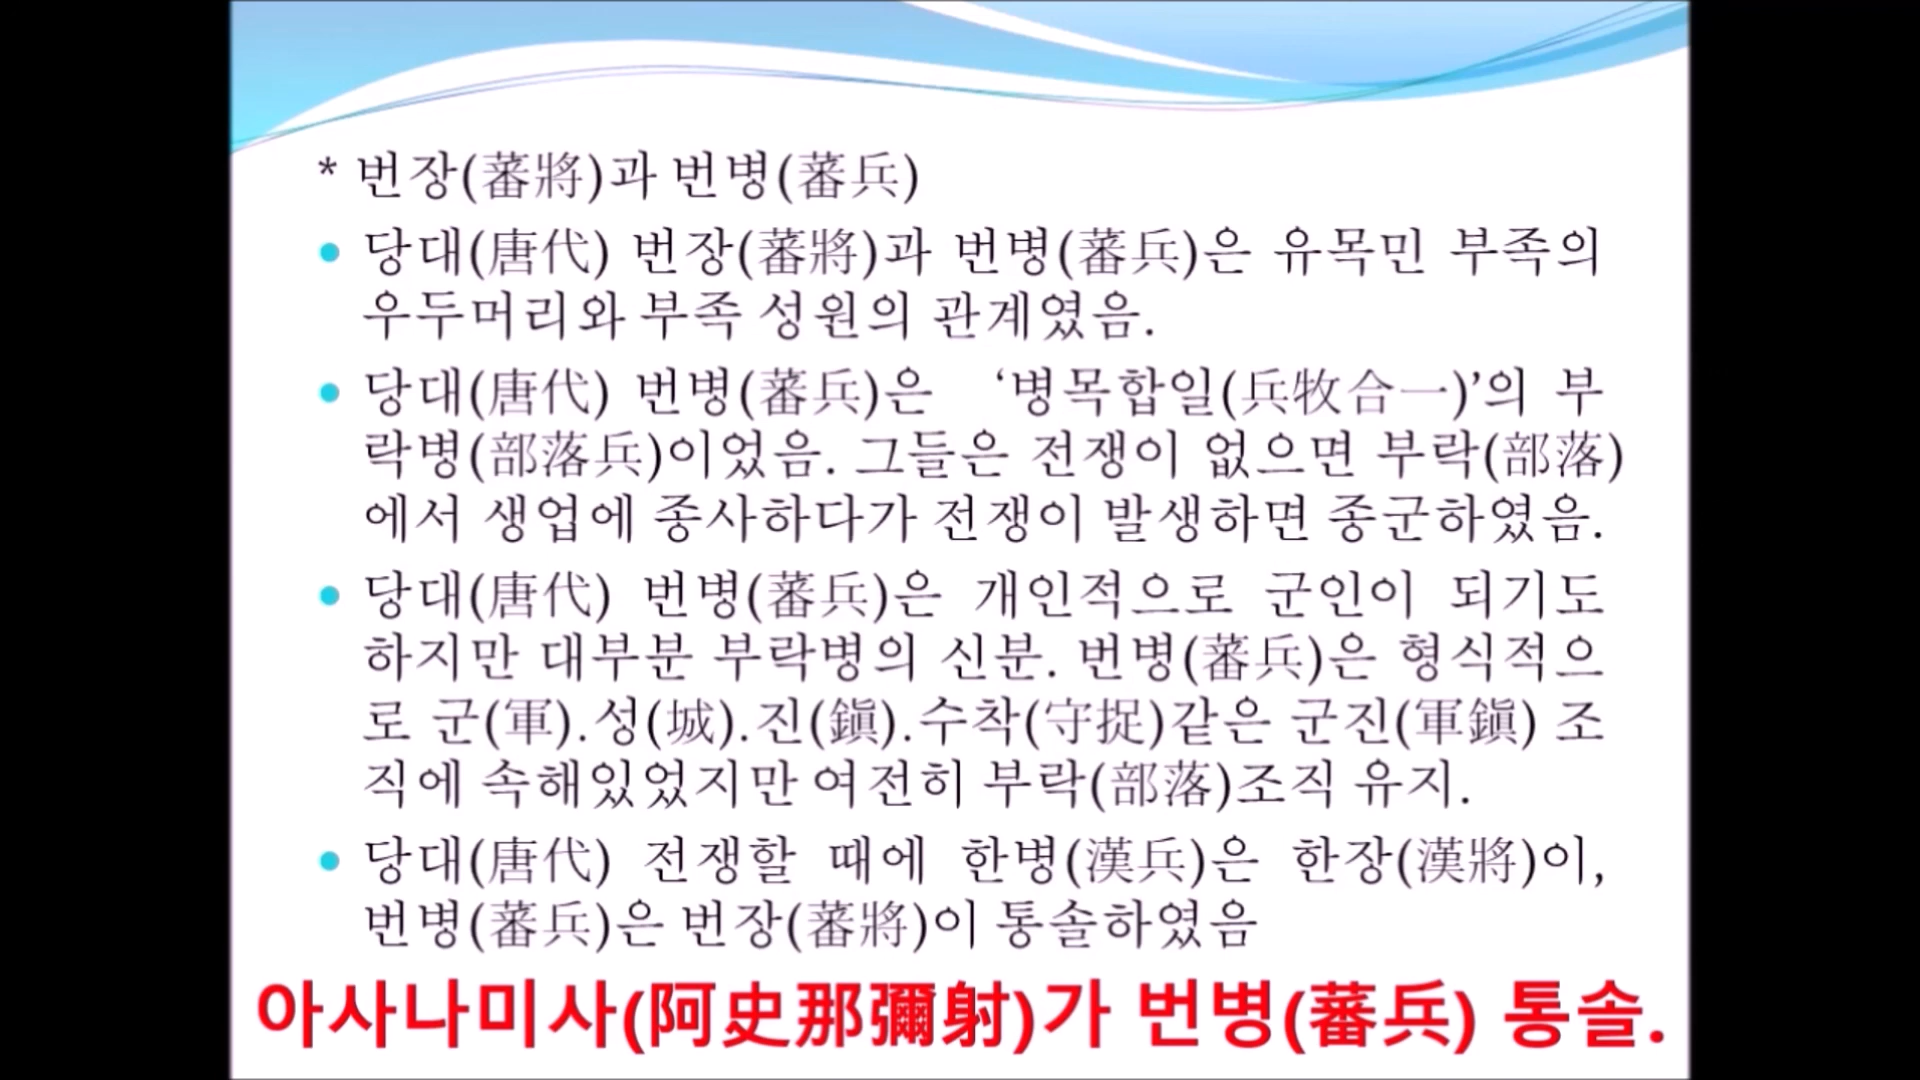 * 번장(蕃將)과 번병(蕃兵)
• 당대(唐代) 번장(蕃將)과 번병(蕃兵)은 유목민 부족의
우두머리와 부족 성원의 관계였음.
• 당대(唐代) 번병(蕃兵)은 ‘병목합일(兵牧合一)’의 부
락병(部落兵)이었음. 그들은 전쟁이 없으면 부락(部落)
에서 생업에 종사하다가 전쟁이 발생하면 종군하였음.
• 당대(唐代) 번병(蕃兵)은 개인적으로 군인이 되기도
하지만 대부분 부락병의 신분. 번병(蕃兵)은 형식적으
로 군(軍).성(城).진(鎭).수착(守捉)같은 군진(軍鎭) 조
직에 속해있었지만 여전히 부락(部落)조직 유지.
• 당대(唐代) 전쟁할 때에 한병(漢兵)은 한장(漢將)이,
번병(蕃兵)은 번장(蕃將)이 통솔하였음
아사나미사(阿史那彌射)가 번병(蕃兵) 통솔.